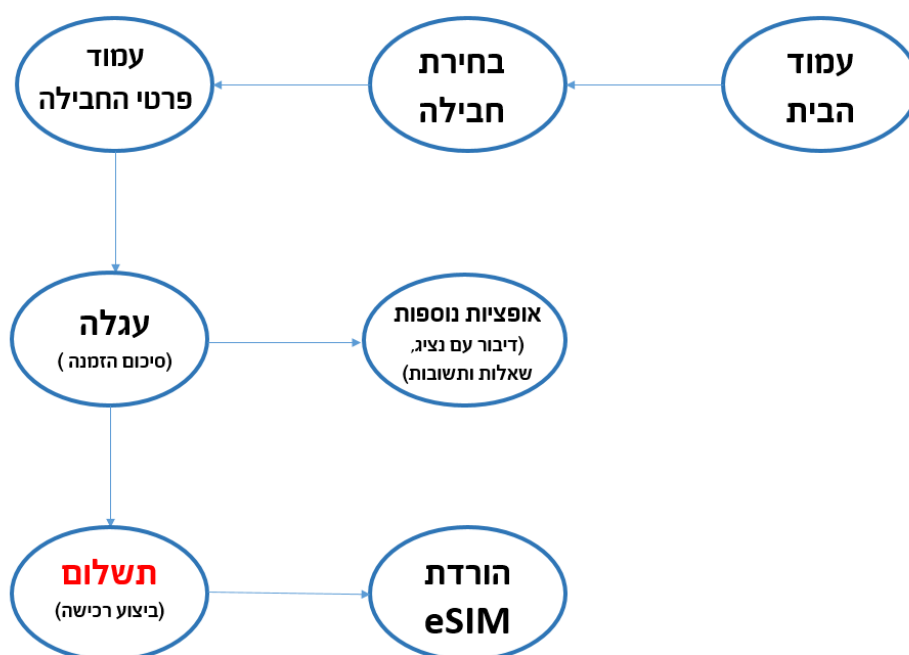 עמוד
הבית
בחירת
חבילה
עמוד
פרטי החבילה
עגלה
(סיכום הזמנה )
אופציות נוספות
(דיבור עם נציג,
שאלות ותשובות)
תשלום
(ביצוע רכישה)
הורדת
eSIM